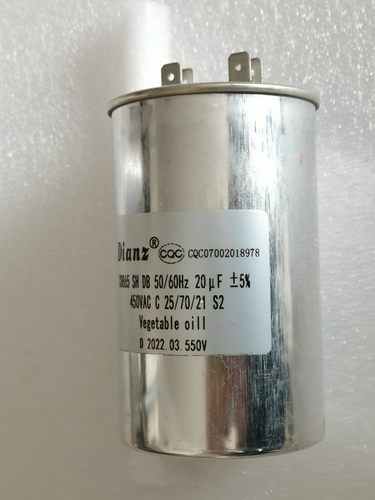 Dianz® CQC CQC07002018978
SH DB 50/60Hz 20μF ±5%
450VAC C 25/70/21 S2
Vegetable oill
D 2022.03.550V